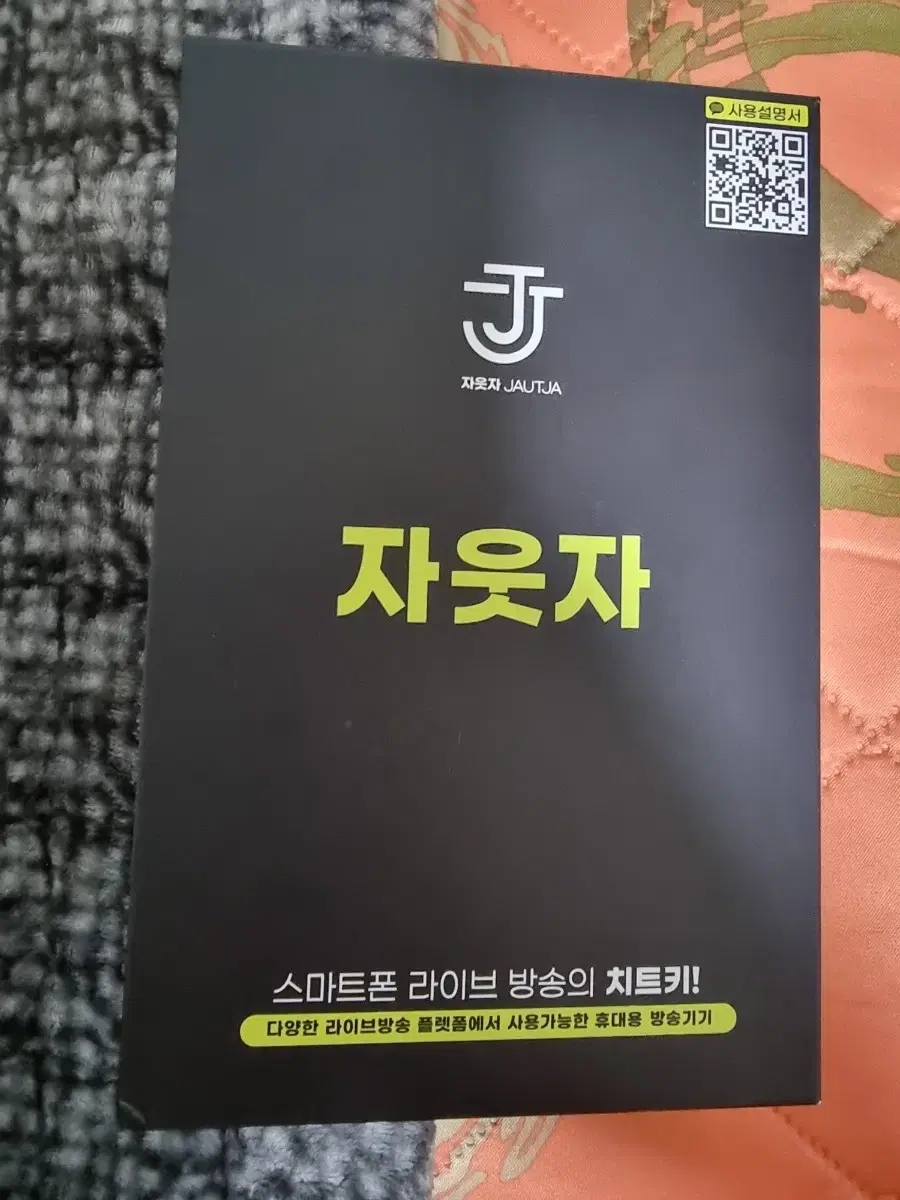 사용설명서
자웃자 JAUTJA
자웃자
스마트폰 라이브 방송의 치트키!
다양한 라이브방송 플렛폼에서 사용가능한 휴대용 방송기기